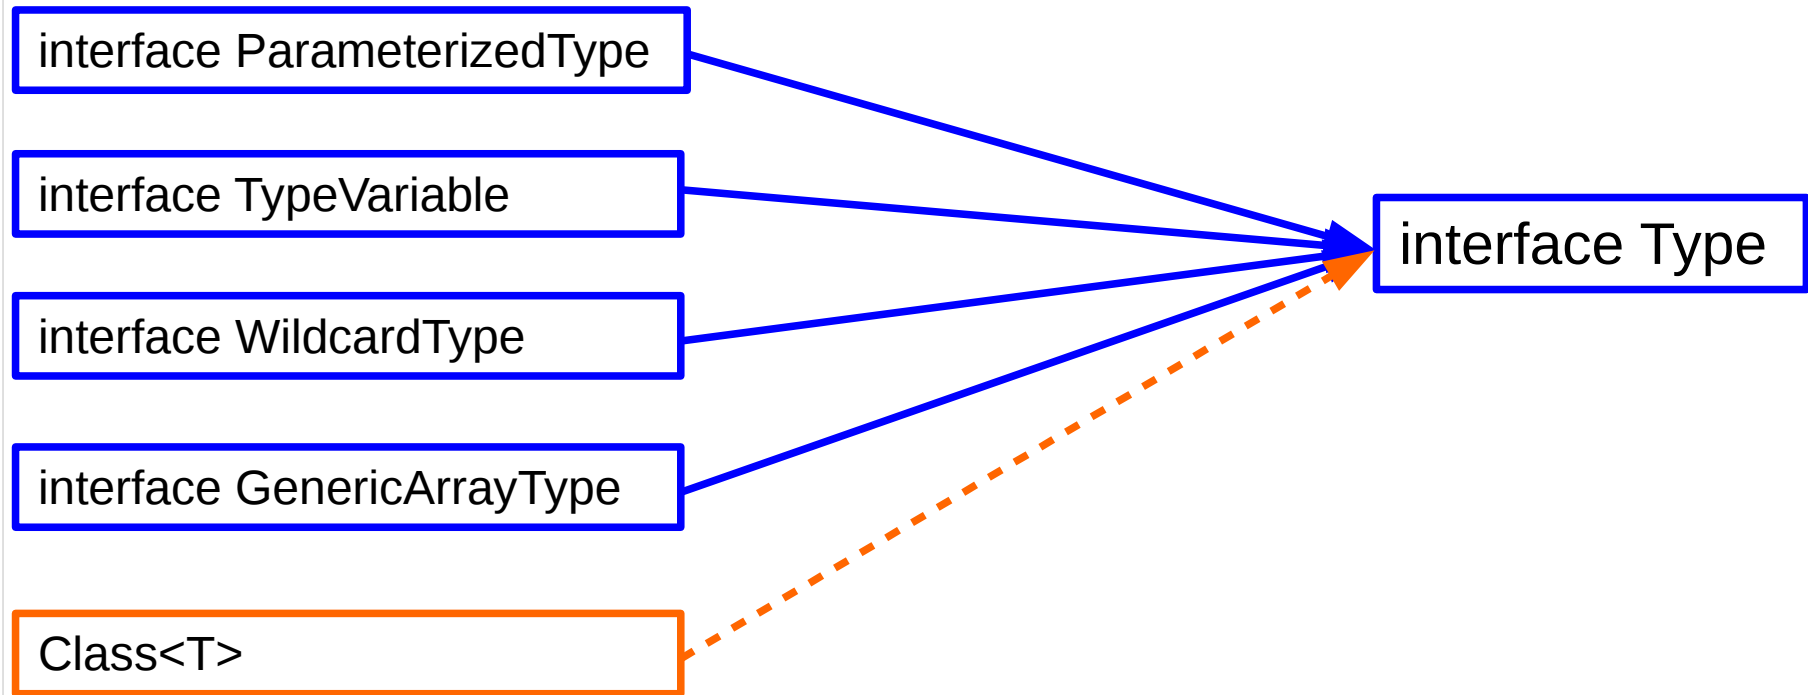 interface ParameterizedType
interface TypeVariable
interface Type
interface WildcardType
interface GenericArrayType
Class<T>